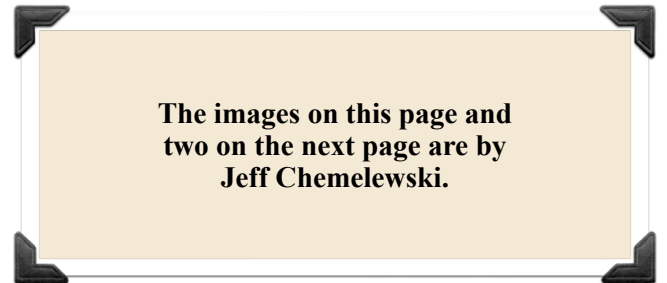 The images on this page and
two on the next page are by
Jeff Chemelewski.